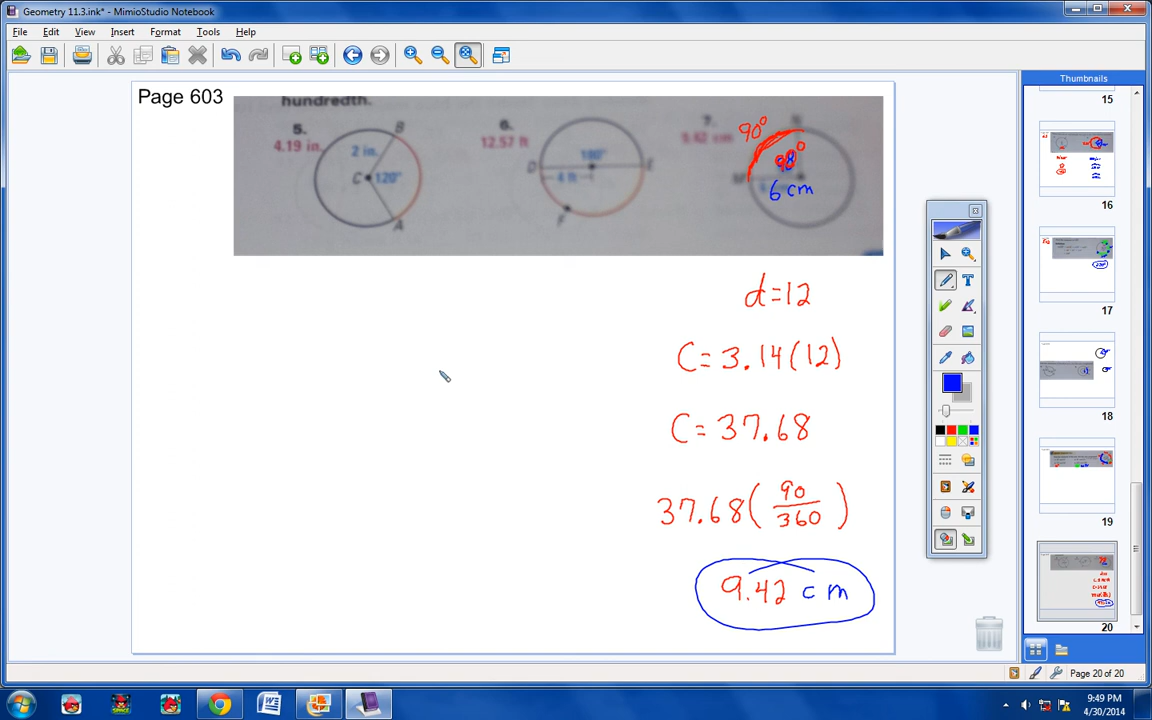 Geometry 11.3.ink* - MimioStudio Notebook
File Edit View Insert Format Tools Help
Page 603
hundredth.
5.
4.19 in.
B
2 in.
C
120°
A
6.
12.57 ft
180°
D
E
4 ft
F
7.
9.42 cm
90°
N
M
6 cm
d=12
C= 3.14(12)
C= 37.68
37.68( 90/360 )
9.42 cm
Thumbnails
15
16
17
18
19
20
Page 20 of 20
9:49 PM
4/30/2014